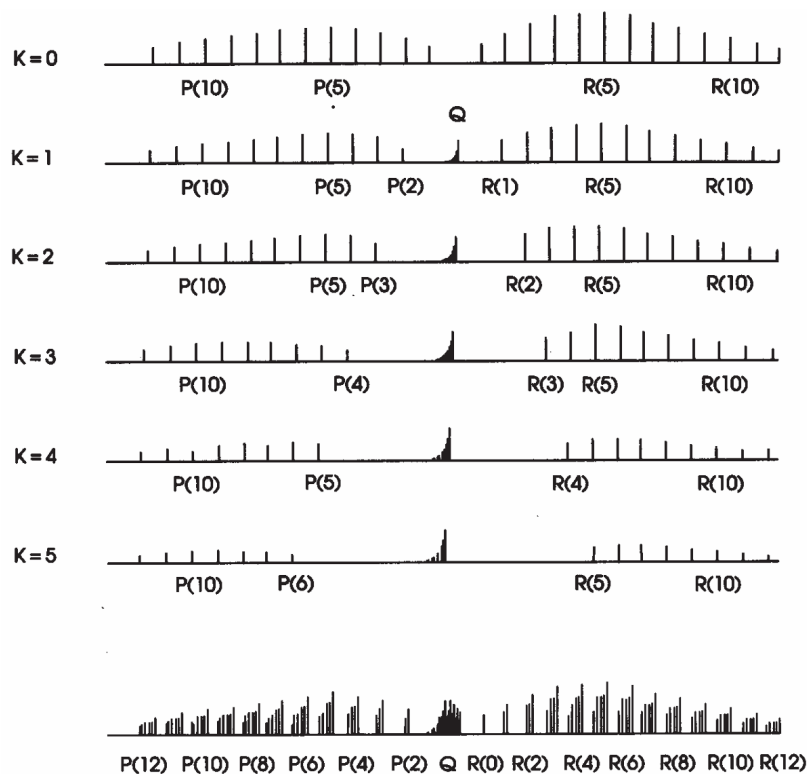 K=0
P(10) P(5) R(5) R(10)
Q
K=1
P(10) P(5) P(2) R(1) R(5) R(10)
K=2
P(10) P(5) P(3) R(2) R(5) R(10)
K=3
P(10) P(4) R(3) R(5) R(10)
K=4
P(10) P(5) R(4) R(10)
K=5
P(10) P(6) R(5) R(10)
P(12) P(10) P(8) P(6) P(4) P(2) Q R(0) R(2) R(4) R(6) R(8) R(10) R(12)